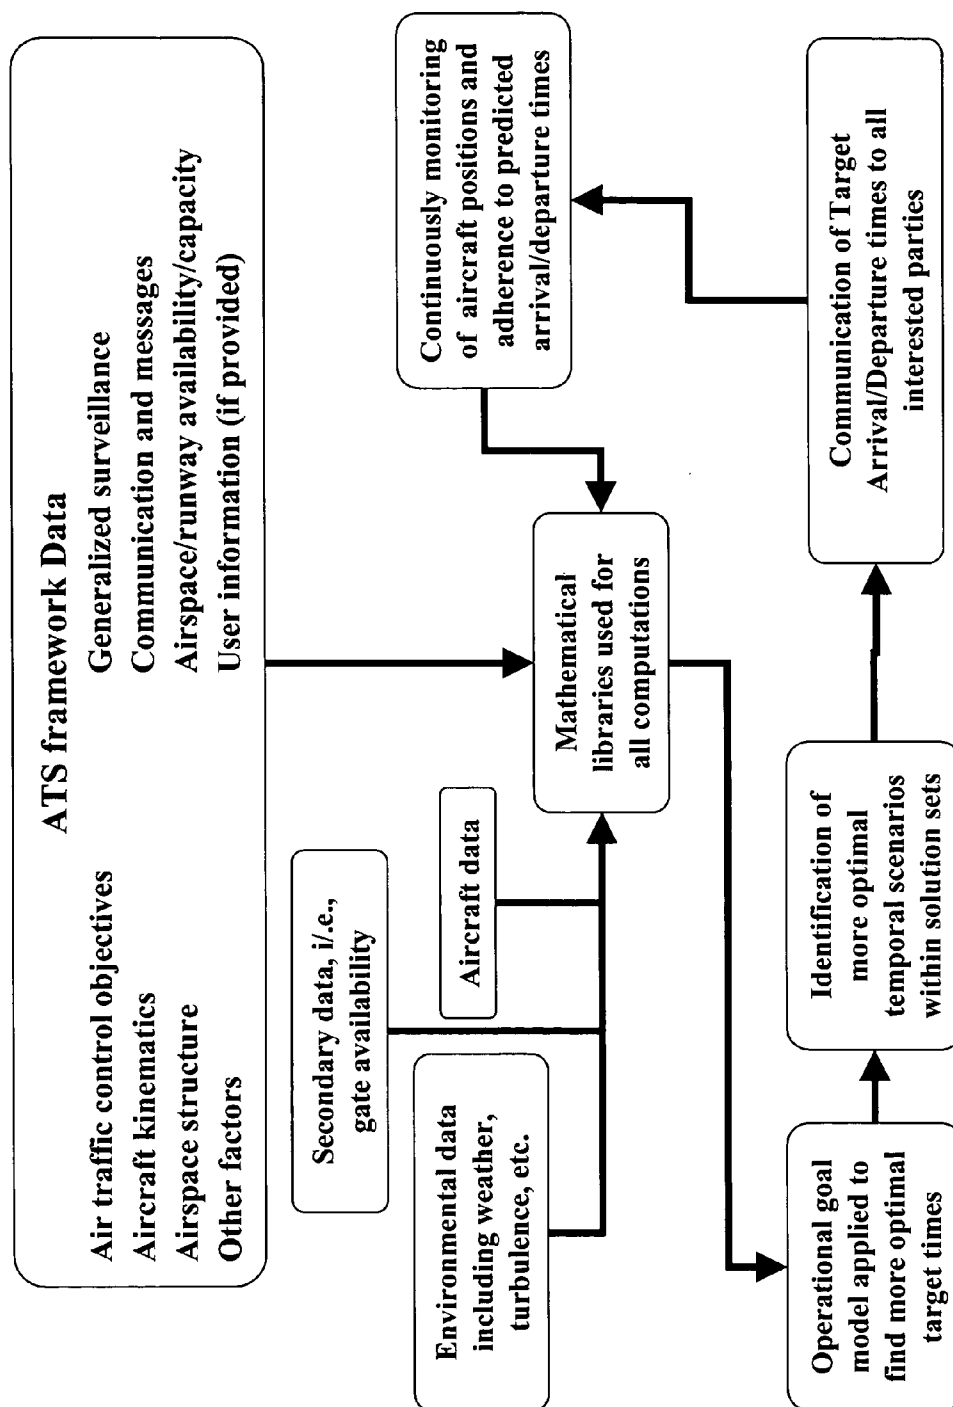 ATS framework Data
Air traffic control objectives
Aircraft kinematics
Airspace structure
Other factors
Generalized surveillance
Communication and messages
Airspace/runway availability/capacity
User information (if provided)
Secondary data, i/.e.,
gate availability
Environmental data
including weather,
turbulence, etc.
Aircraft data
Mathematical
libraries used for
all computations
Continuously monitoring
of aircraft positions and
adherence to predicted
arrival/departure times
Operational goal
model applied to
find more optimal
target times
Identification of
more optimal
temporal scenarios
within solution sets
Communication of Target
Arrival/Departure times to all
interested parties